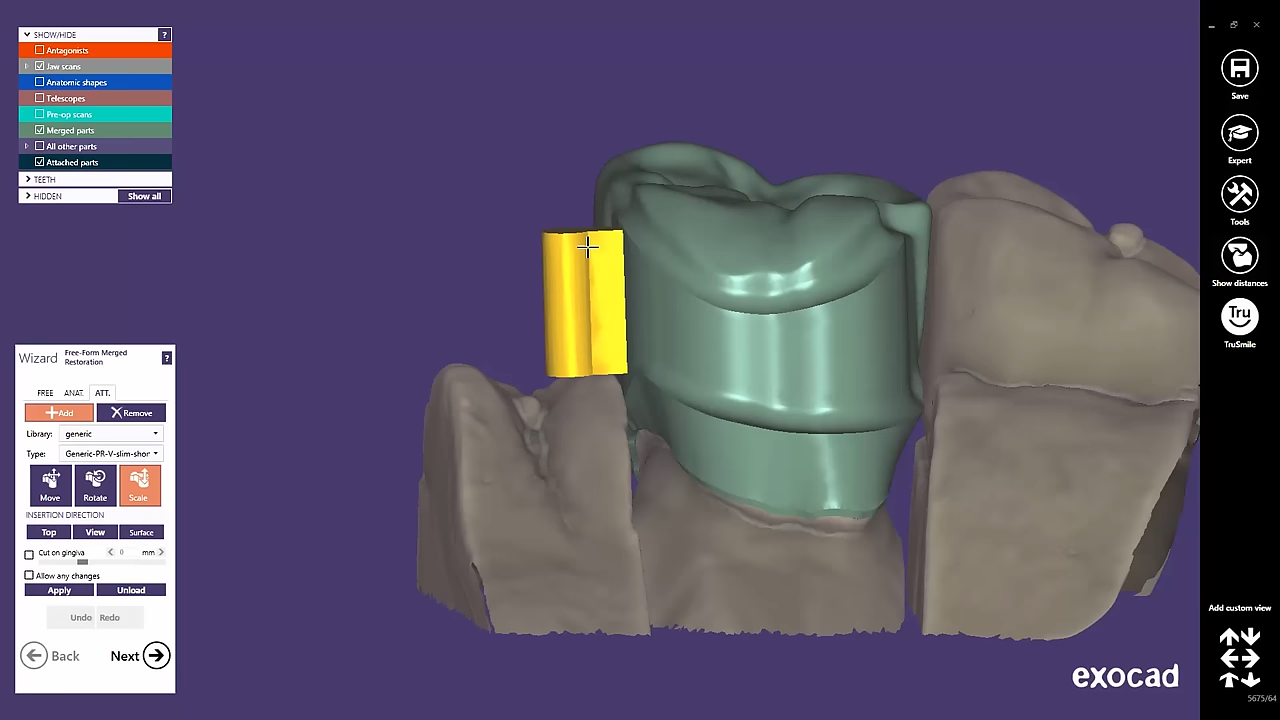 SHOW/HIDE ?
Antagonists
Jaw scans
Anatomic shapes
Telescopes
Pre-op scans
Merged parts
All other parts
Attached parts
TEETH
HIDDEN Show all
Wizard Free-Form Merged Restoration ?
FREE ANAT. ATT.
Add Remove
Library: generic
Type: Generic-PR-V-slim-shor
Move Rotate Scale
INSERTION DIRECTION
Top View Surface
Cut on gingiva 0 mm
Allow any changes
Apply Unload
Undo Redo
Back Next
Save
Expert
Tools
Show distances
Tru
TruSmile
Add custom view
exocad
5675/64